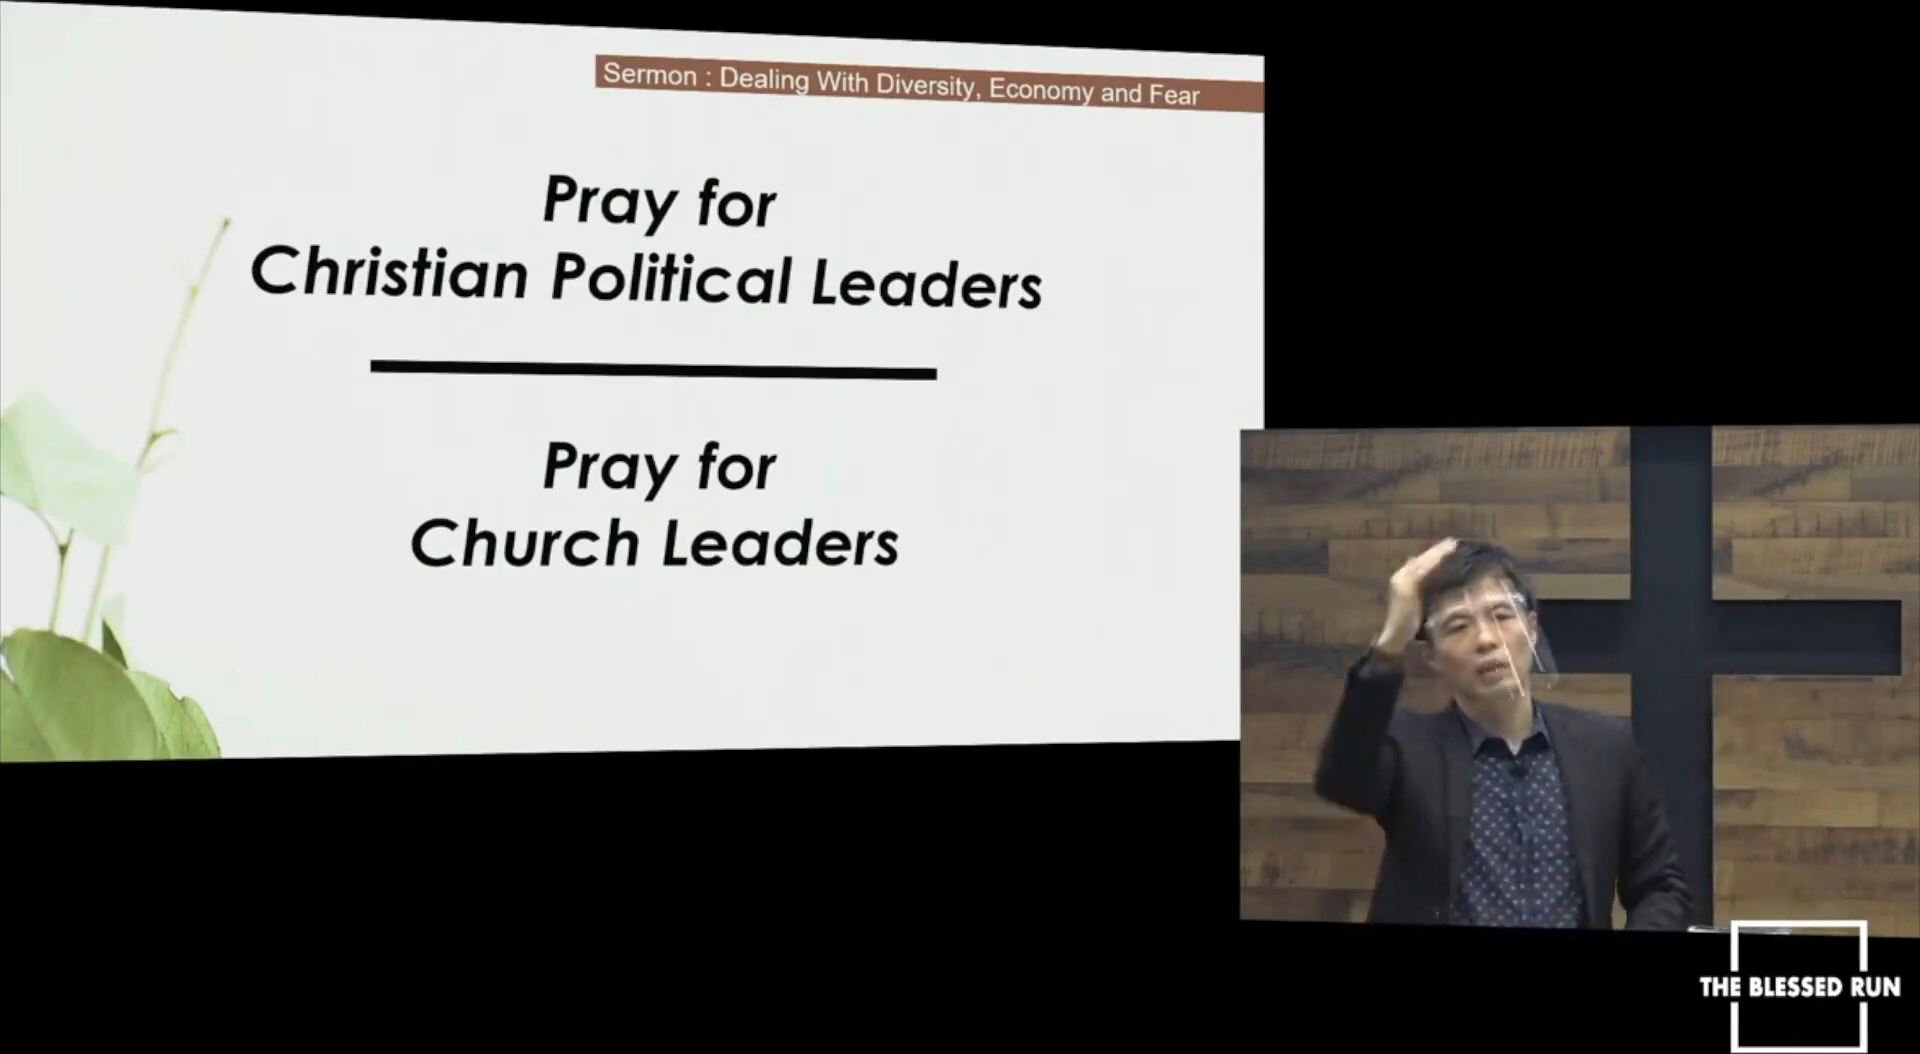 Sermon : Dealing With Diversity, Economy and Fear
Pray for
Christian Political Leaders
Pray for
Church Leaders
THE BLESSED RUN